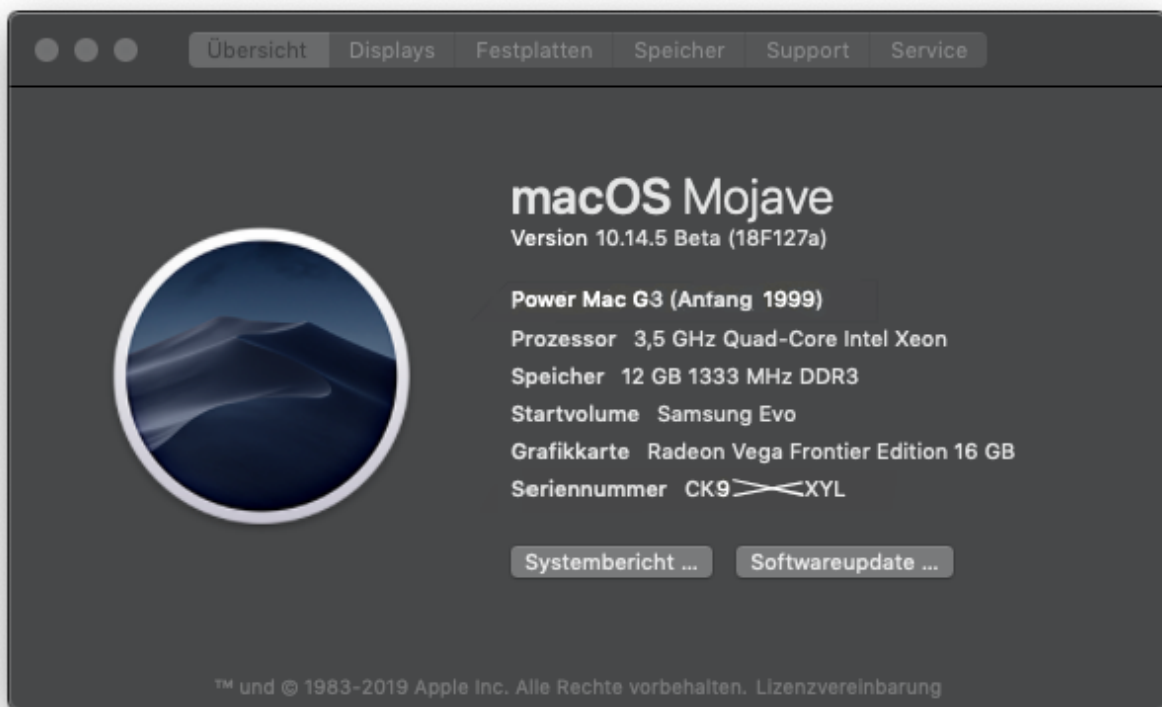 Übersicht Displays Festplatten Speicher Support Service
macOS Mojave
Version 10.14.5 Beta (18F127a)
Power Mac G3 (Anfang 1999)
Prozessor 3,5 GHz Quad-Core Intel Xeon
Speicher 12 GB 1333 MHz DDR3
Startvolume Samsung Evo
Grafikkarte Radeon Vega Frontier Edition 16 GB
Seriennummer CK9 XYL
Systembericht ... Softwareupdate ...
™ und © 1983-2019 Apple Inc. Alle Rechte vorbehalten. Lizenzvereinbarung